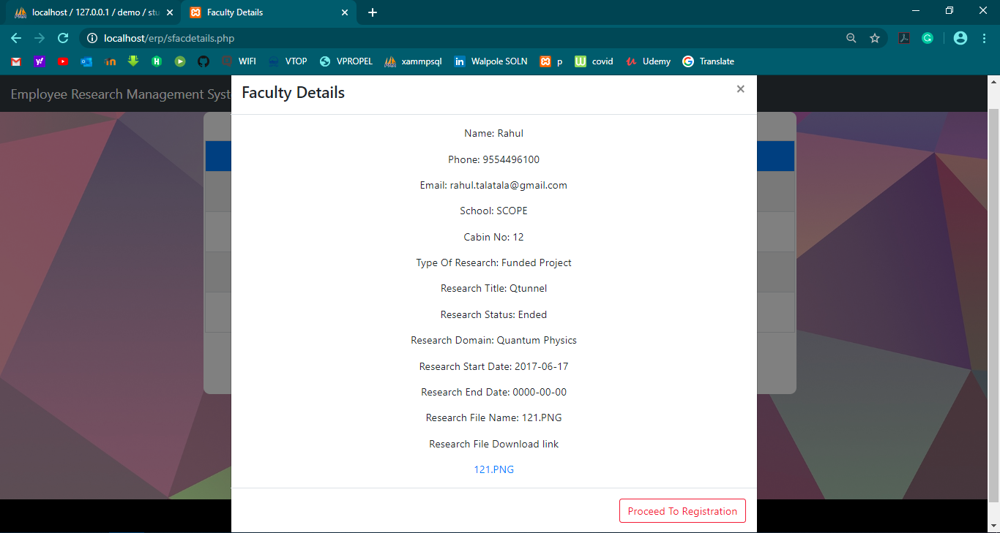 localhost / 127.0.0.1 / demo / stu
Faculty Details
localhost/erp/sfacdetails.php
WIFI VTOP VPROPEL xammpsql Walpole SOLN p covid Udemy Translate
Employee Research Management Syst
Faculty Details
Name: Rahul
Phone: 9554496100
Email: rahul.talatala@gmail.com
School: SCOPE
Cabin No: 12
Type Of Research: Funded Project
Research Title: Qtunnel
Research Status: Ended
Research Domain: Quantum Physics
Research Start Date: 2017-06-17
Research End Date: 0000-00-00
Research File Name: 121.PNG
Research File Download link
121.PNG
Proceed To Registration